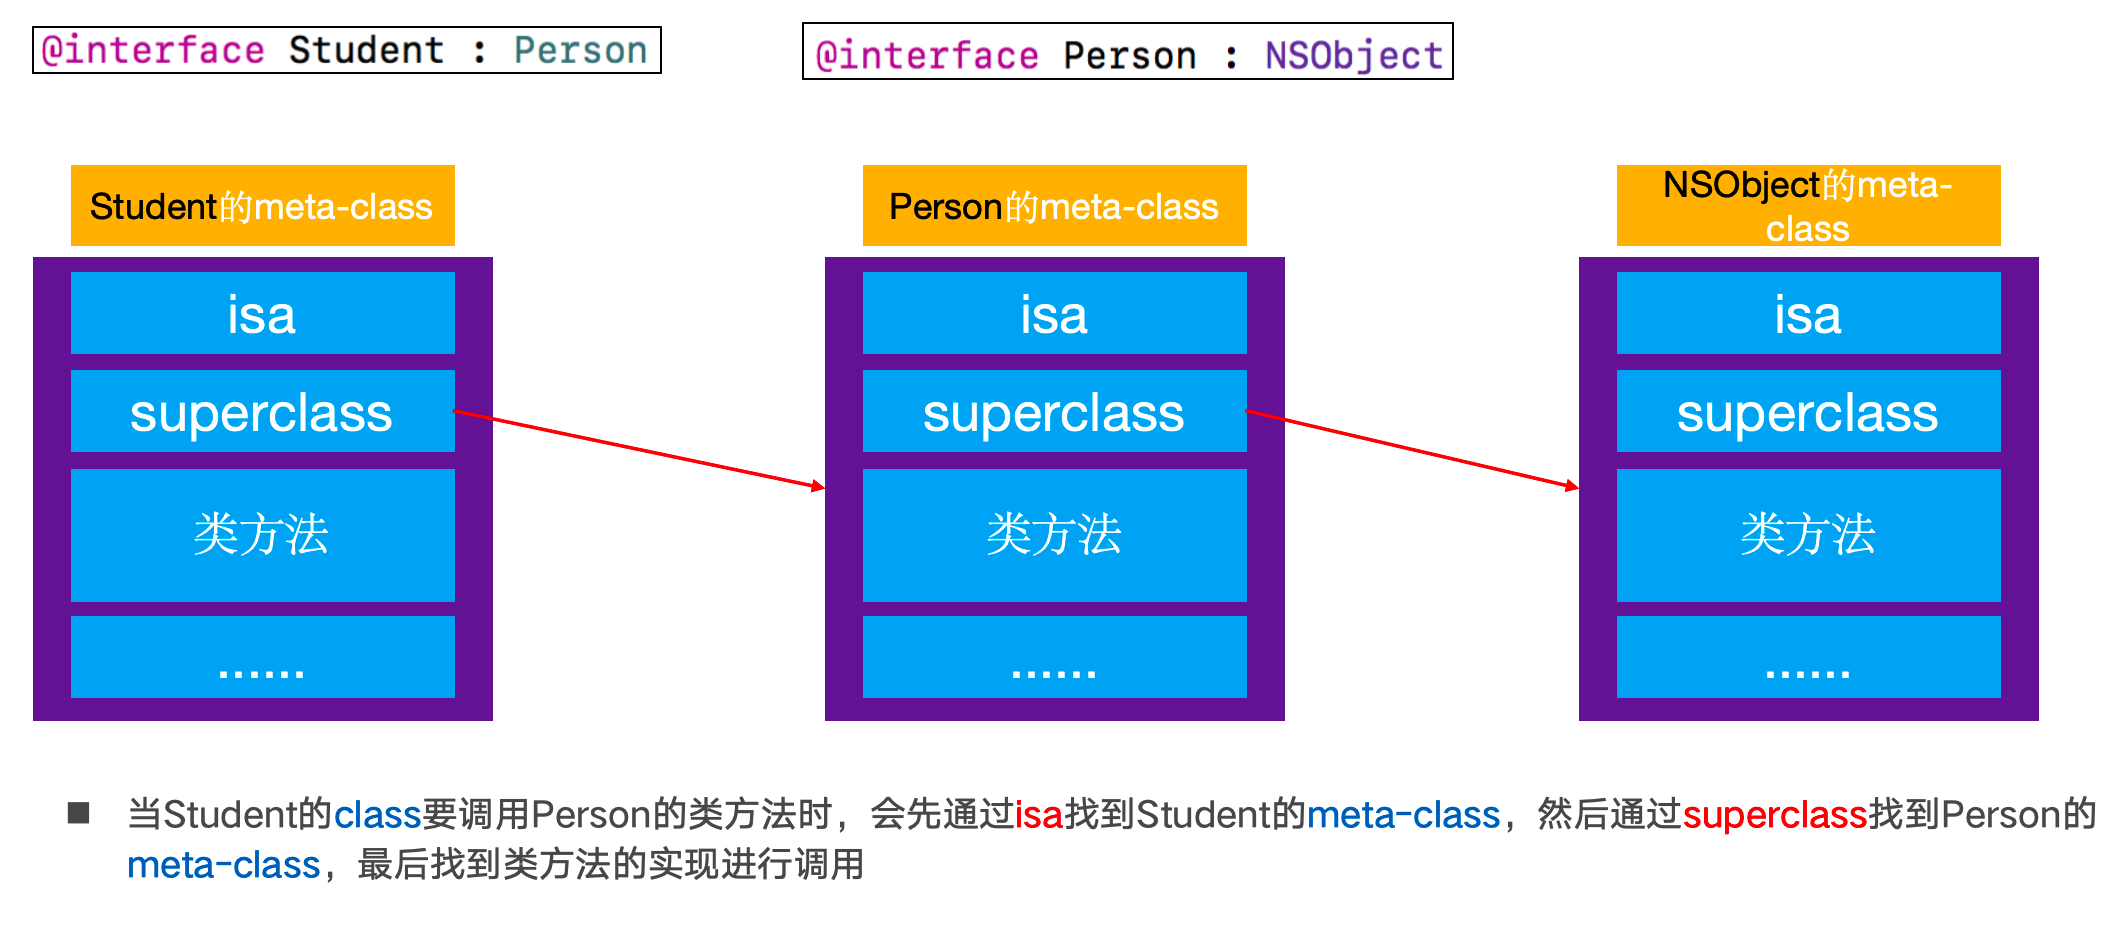 @interface Student : Person
@interface Person : NSObject
Student的meta-class
Person的meta-class
NSObject的meta-
class
isa
isa
isa
superclass
superclass
superclass
类方法
类方法
类方法
......
......
......
■ 当Student的class要调用Person的类方法时，会先通过isa找到Student的meta-class，然后通过superclass找到Person的
meta-class，最后找到类方法的实现进行调用